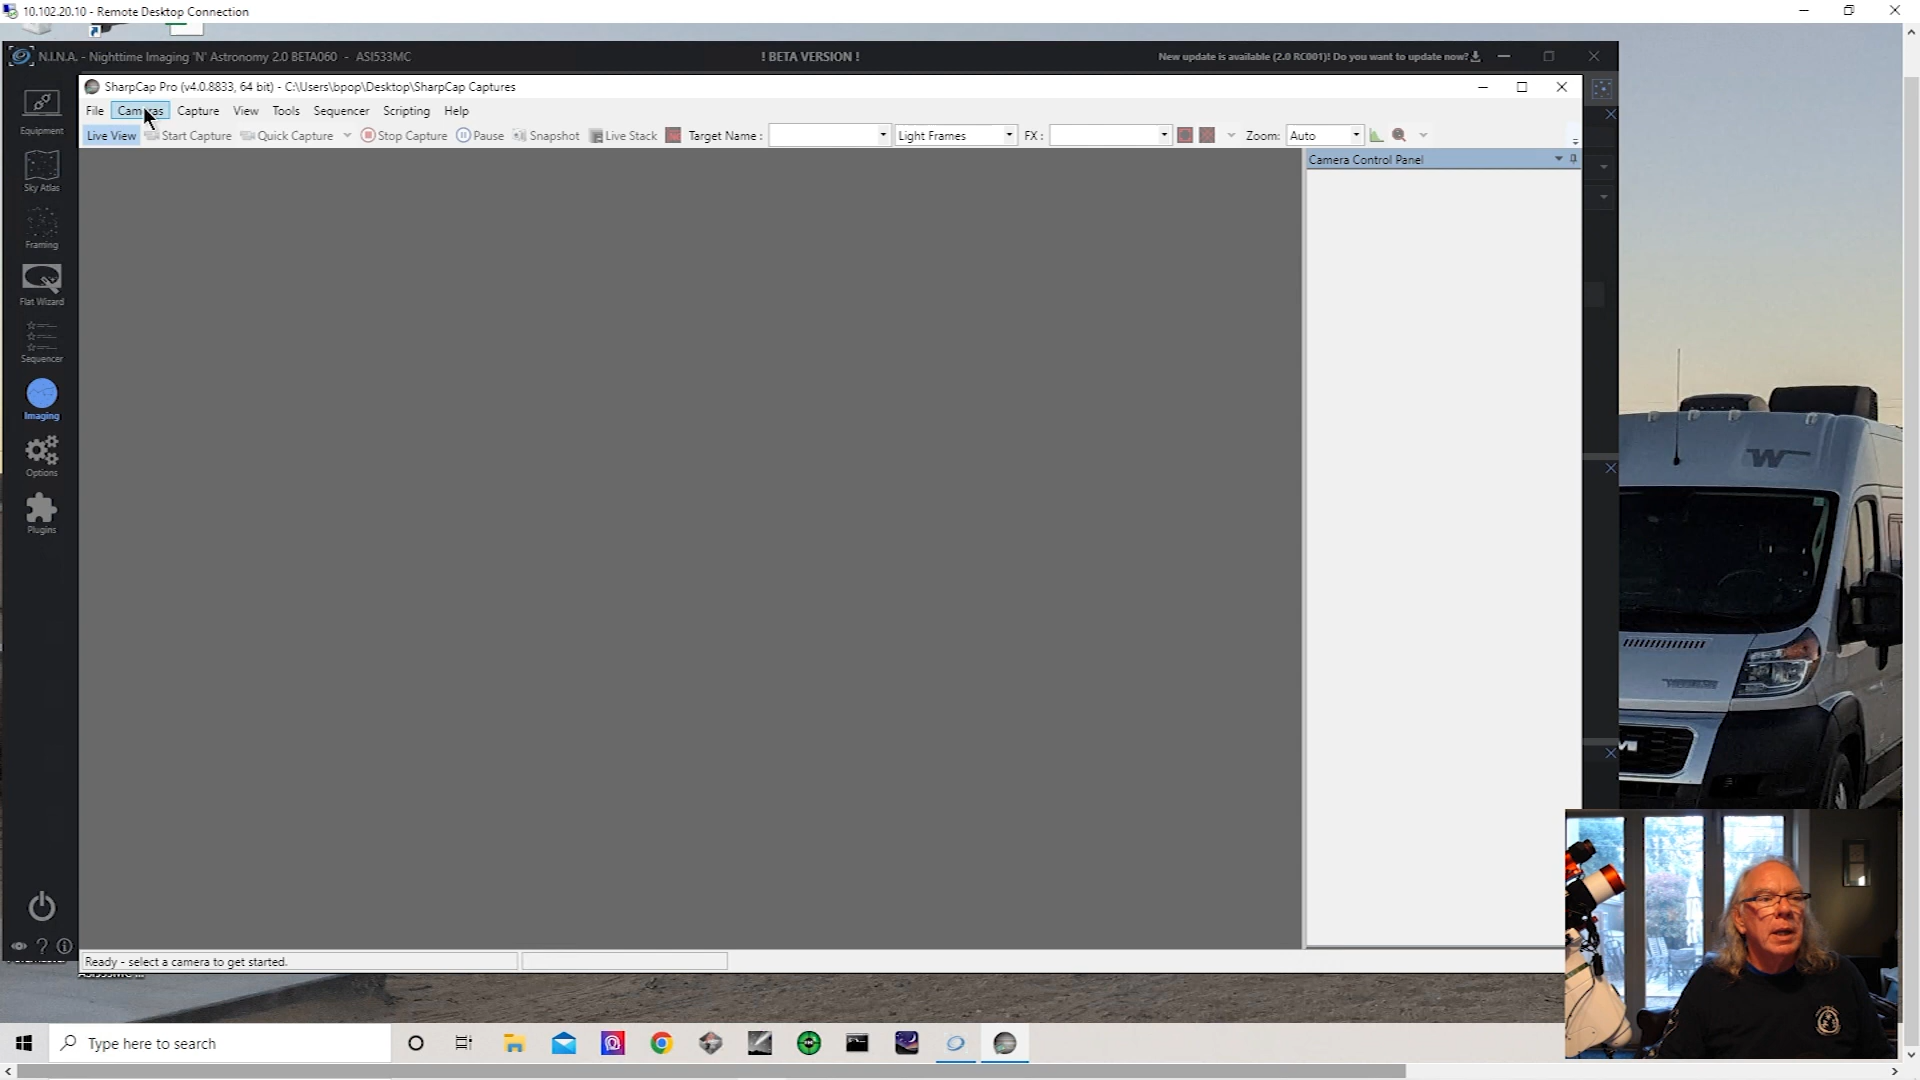 10.102.20.10 - Remote Desktop Connection
N.I.N.A. - Nighttime Imaging 'N' Astronomy 2.0 BETA060 - ASI533MC
! BETA VERSION !
New update is available (2.0 RC001)! Do you want to update now?
SharpCap Pro (v4.0.8833, 64 bit) - C:\Users\bpop\Desktop\SharpCap Captures
File Cameras Capture View Tools Sequencer Scripting Help
Live View Start Capture Quick Capture Stop Capture Pause Snapshot Live Stack Target Name : Light Frames FX : Zoom: Auto
Camera Control Panel
Equipment
Sky Atlas
Framing
Flat Wizard
Sequencer
Imaging
Options
Plugins
W
Ready - select a camera to get started.
Type here to search